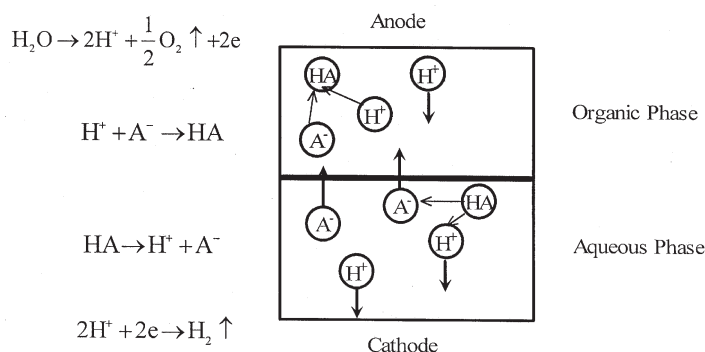 Anode
H₂O → 2H⁺ + 1/2 O₂ ↑ + 2e
HA
H⁺
H⁺
Organic Phase
H⁺ + A⁻ → HA
A⁻
A⁻
HA
A⁻
H⁺
HA → H⁺ + A⁻
Aqueous Phase
H⁺
2H⁺ + 2e → H₂ ↑
Cathode